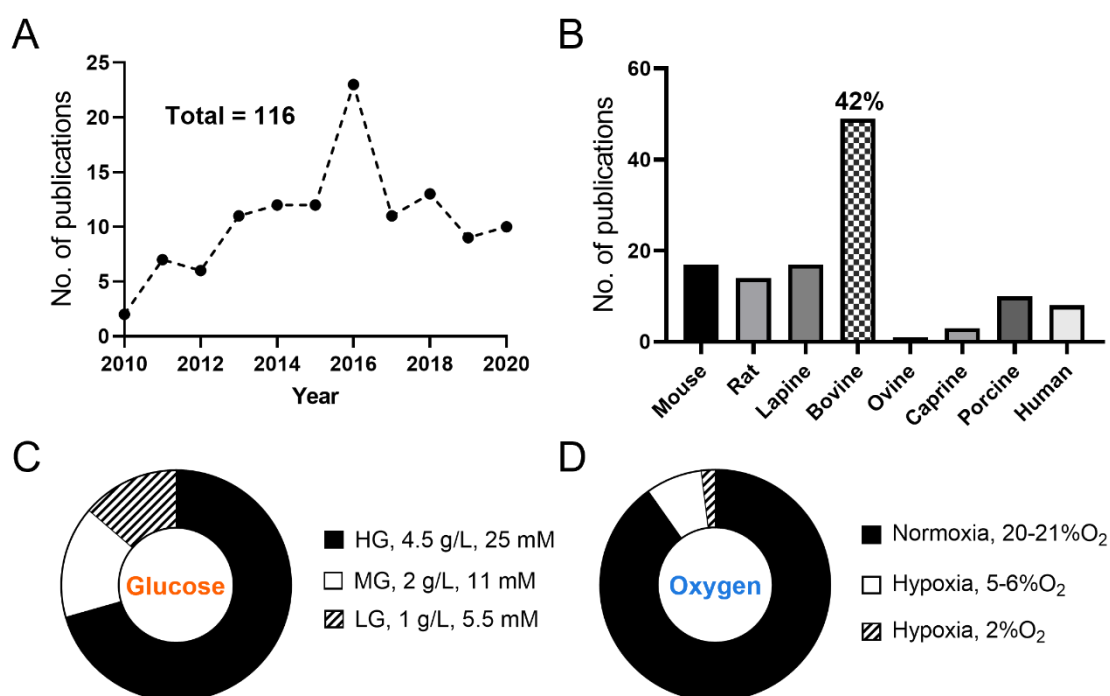 A
No. of publications
25
20
15
10
5
0
Total = 116
2010
2012
2014
2016
2018
2020
Year
B
No. of publications
60
40
20
0
42%
Mouse
Rat
Lapine
Bovine
Ovine
Caprine
Porcine
Human
C
Glucose
HG, 4.5 g/L, 25 mM
MG, 2 g/L, 11 mM
LG, 1 g/L, 5.5 mM
D
Oxygen
Normoxia, 20-21%O₂
Hypoxia, 5-6%O₂
Hypoxia, 2%O₂